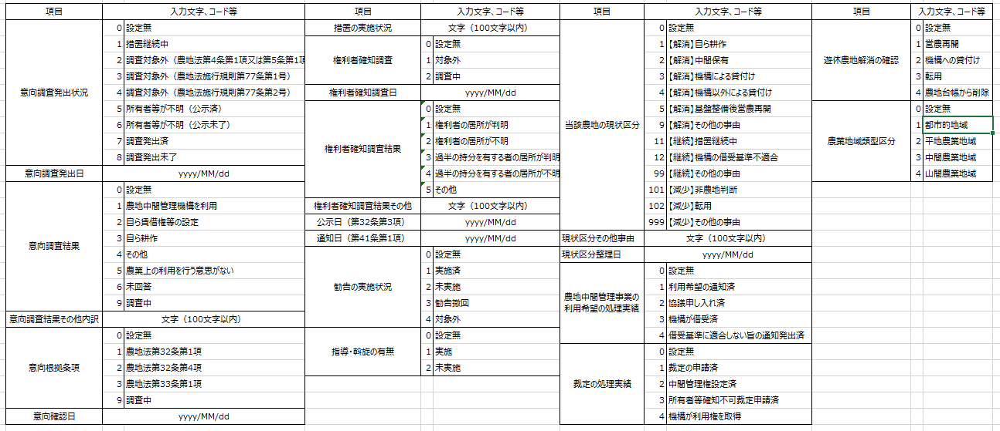 項目 入力文字、コード等
意向調査発出状況
0 設定無
1 措置継続中
2 調査対象外（農地法第4条第1項又は第5条第1項
3 調査対象外（農地法施行規則第77条第1号）
4 調査対象外（農地法施行規則第77条第2号）
5 所有者等が不明（公示済）
6 所有者等が不明（公示未了）
7 調査発出済
8 調査発出未了
意向調査発出日 yyyy/MM/dd
意向調査結果
0 設定無
1 農地中間管理機構を利用
2 自ら賃借権等の設定
3 自ら耕作
4 その他
5 農業上の利用を行う意思がない
6 未回答
9 調査中
意向調査結果その他内訳 文字（100文字以内）
意向根拠条項
0 設定無
1 農地法第32条第1項
2 農地法第32条第4項
3 農地法第33条第1項
9 調査中
意向確認日 yyyy/MM/dd
項目 入力文字、コード等
措置の実施状況 文字（100文字以内）
権利者確知調査
0 設定無
1 対象外
2 調査中
権利者確知調査日 yyyy/MM/dd
権利者確知調査結果
0 設定無
1 権利者の居所が判明
2 権利者の居所が不明
3 過半の持分を有する者の居所が判明
4 過半の持分を有する者の居所が不明
5 その他
権利者確知調査結果その他 文字（100文字以内）
公示日（第32条第3項） yyyy/MM/dd
通知日（第41条第1項） yyyy/MM/dd
勧告の実施状況
0 設定無
1 実施済
2 未実施
3 勧告撤回
4 対象外
指導・斡旋の有無
0 設定無
1 実施
2 未実施
項目 入力文字、コード等
当該農地の現状区分
0 設定無
1 【解消】自ら耕作
2 【解消】中間保有
3 【解消】機構による貸付け
4 【解消】機構以外による貸付け
5 【解消】基盤整備後営農再開
9 【解消】その他の事由
11 【継続】措置継続中
12 【継続】機構の借受基準不適合
99 【継続】その他の事由
101 【減少】非農地判断
102 【減少】転用
999 【減少】その他の事由
現状区分その他事由 文字（100文字以内）
現状区分整理日 yyyy/MM/dd
農地中間管理事業の
利用希望の処理実績
0 設定無
1 利用希望の通知済
2 協議申し入れ済
3 機構が借受済
4 借受基準に適合しない旨の通知発出済
裁定の処理実績
0 設定無
1 裁定の申請済
2 中間管理権設定済
3 所有者等確知不可裁定申請済
4 機構が利用権を取得
項目 入力文字、コード等
遊休農地解消の確認
0 設定無
1 営農再開
2 機構への貸付け
3 転用
4 農地台帳から削除
農業地域類型区分
0 設定無
1 都市的地域
2 平地農業地域
3 中間農業地域
4 山間農業地域